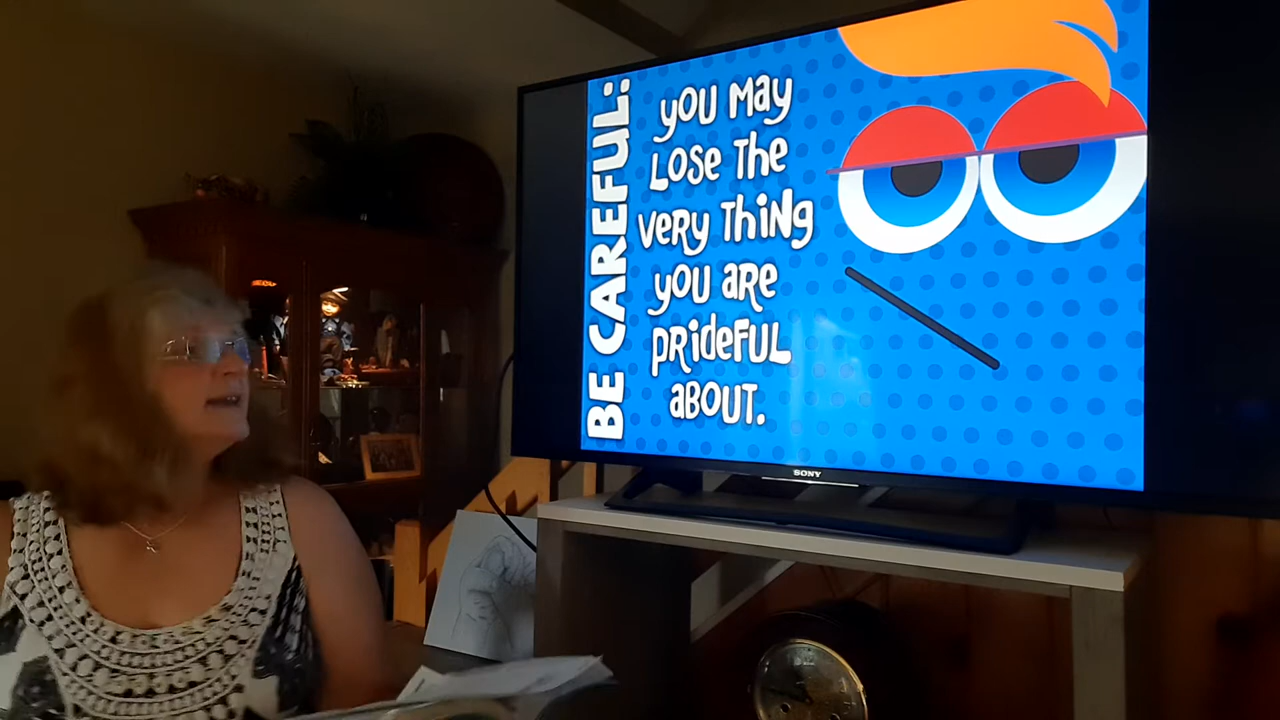 BE CAREFUL:
YOU MAY
LOSE THE
VERY THING
YOU ARE
PRIDEFUL
ABOUT.
SONY